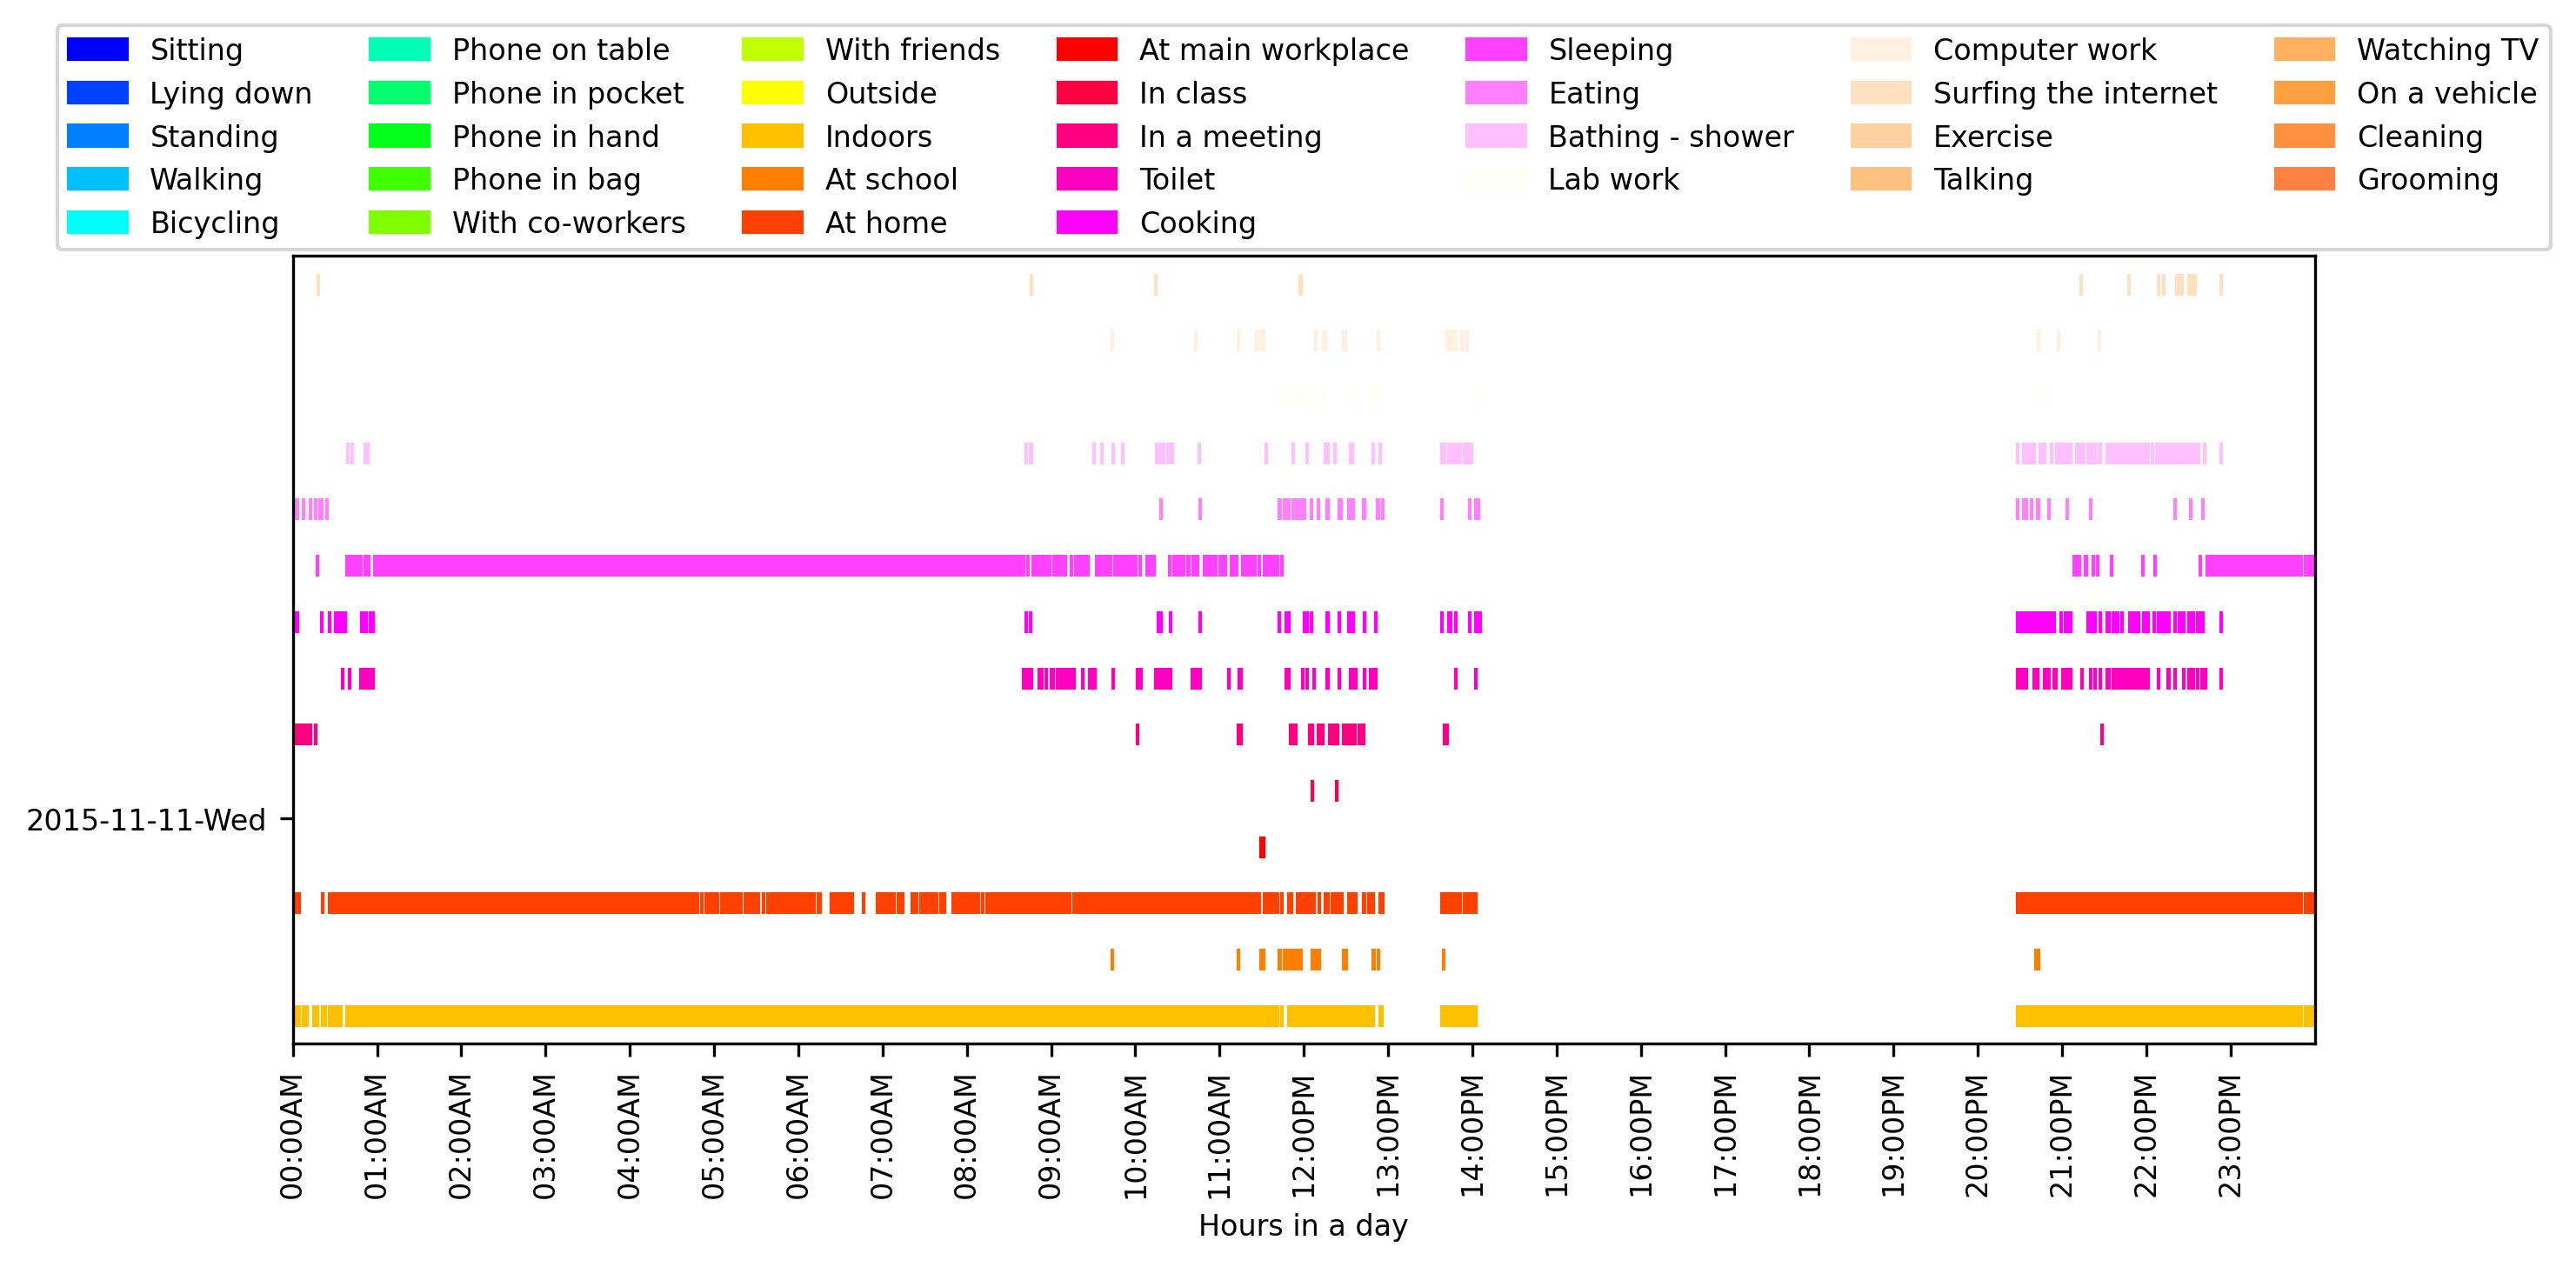 Sitting Phone on table With friends At main workplace Sleeping Computer work Watching TV
Lying down Phone in pocket Outside In class Eating Surfing the internet On a vehicle
Standing Phone in hand Indoors In a meeting Bathing - shower Exercise Cleaning
Walking Phone in bag At school Toilet Lab work Talking Grooming
Bicycling With co-workers At home Cooking
2015-11-11-Wed
00:00AM 01:00AM 02:00AM 03:00AM 04:00AM 05:00AM 06:00AM 07:00AM 08:00AM 09:00AM 10:00AM 11:00AM 12:00PM 13:00PM 14:00PM 15:00PM 16:00PM 17:00PM 18:00PM 19:00PM 20:00PM 21:00PM 22:00PM 23:00PM
Hours in a day